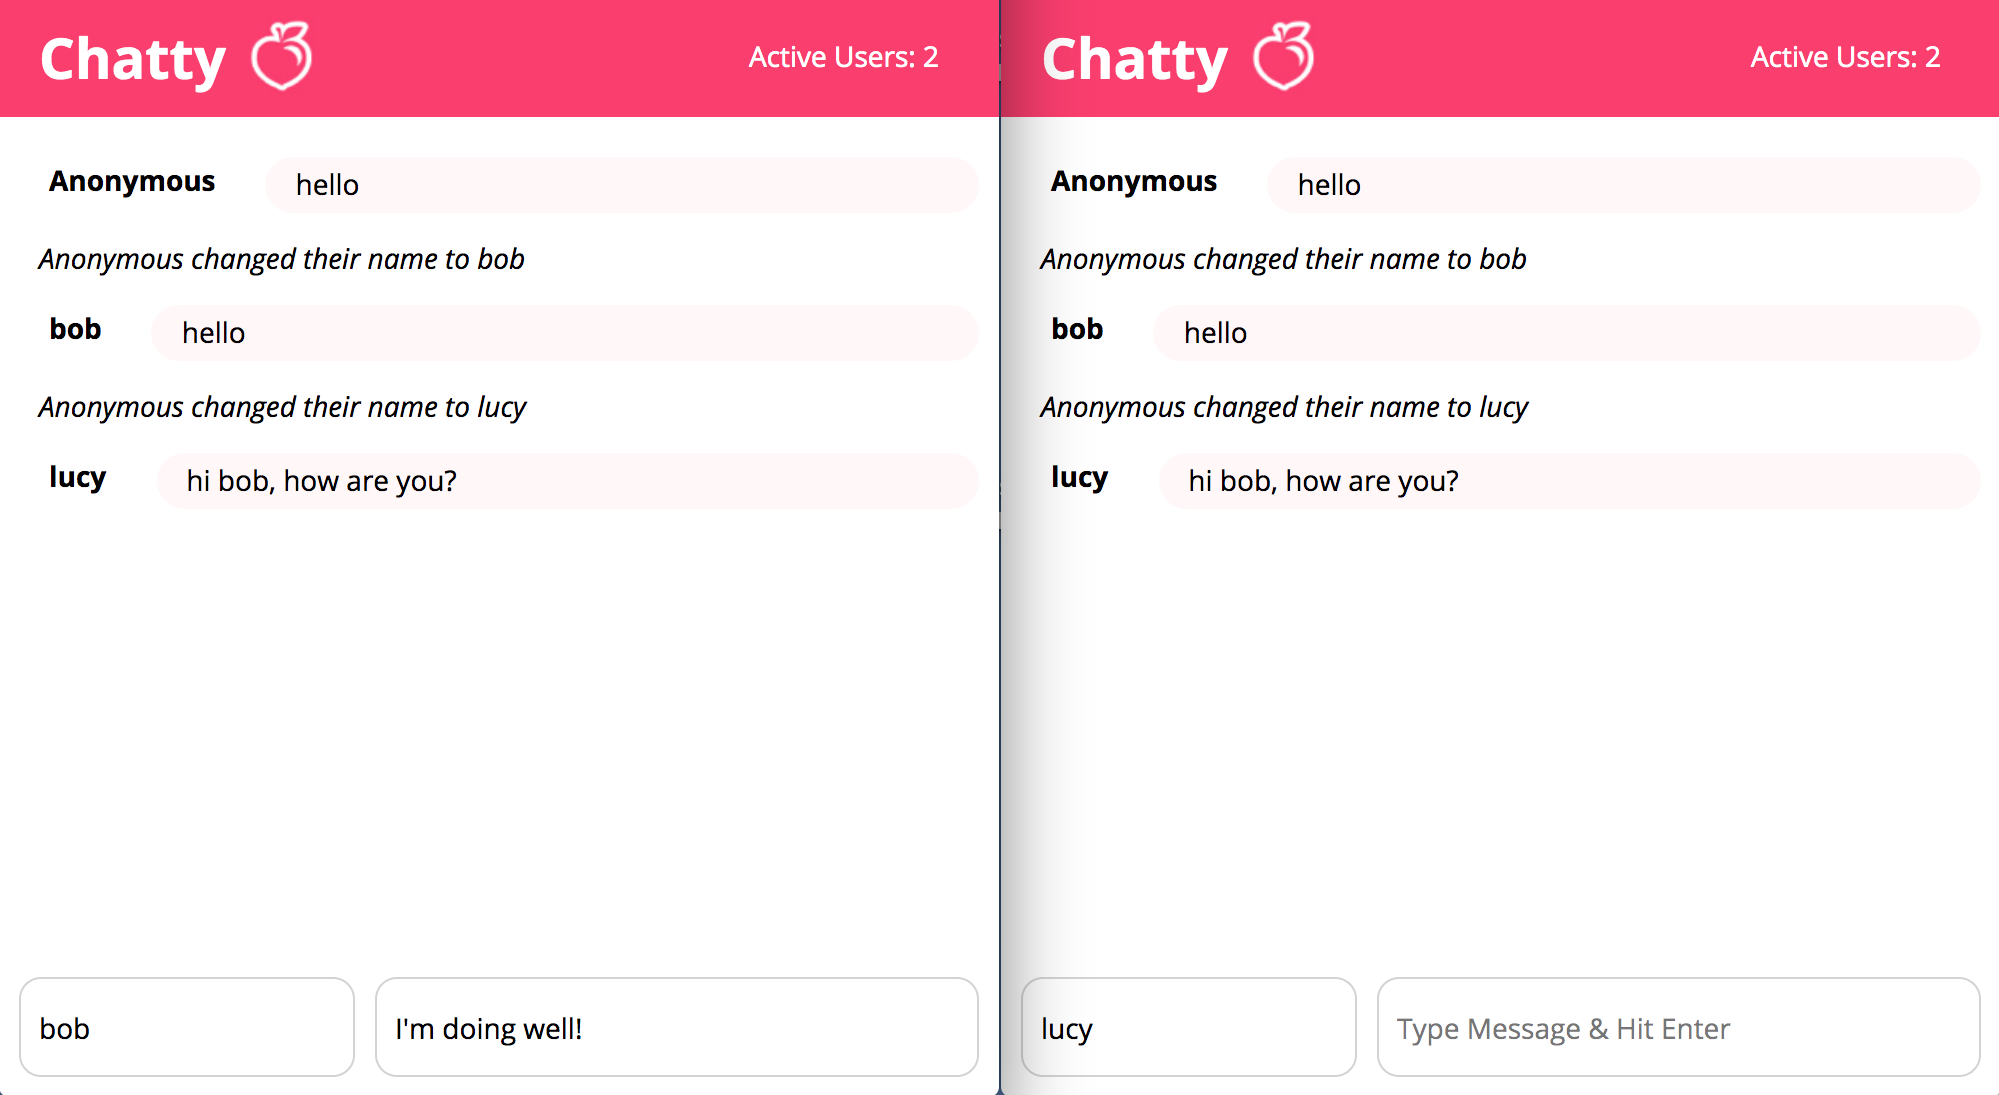 Chatty
Active Users: 2
Anonymous hello
Anonymous changed their name to bob
bob hello
Anonymous changed their name to lucy
lucy hi bob, how are you?
bob I'm doing well!
Chatty
Active Users: 2
Anonymous hello
Anonymous changed their name to bob
bob hello
Anonymous changed their name to lucy
lucy hi bob, how are you?
lucy Type Message & Hit Enter